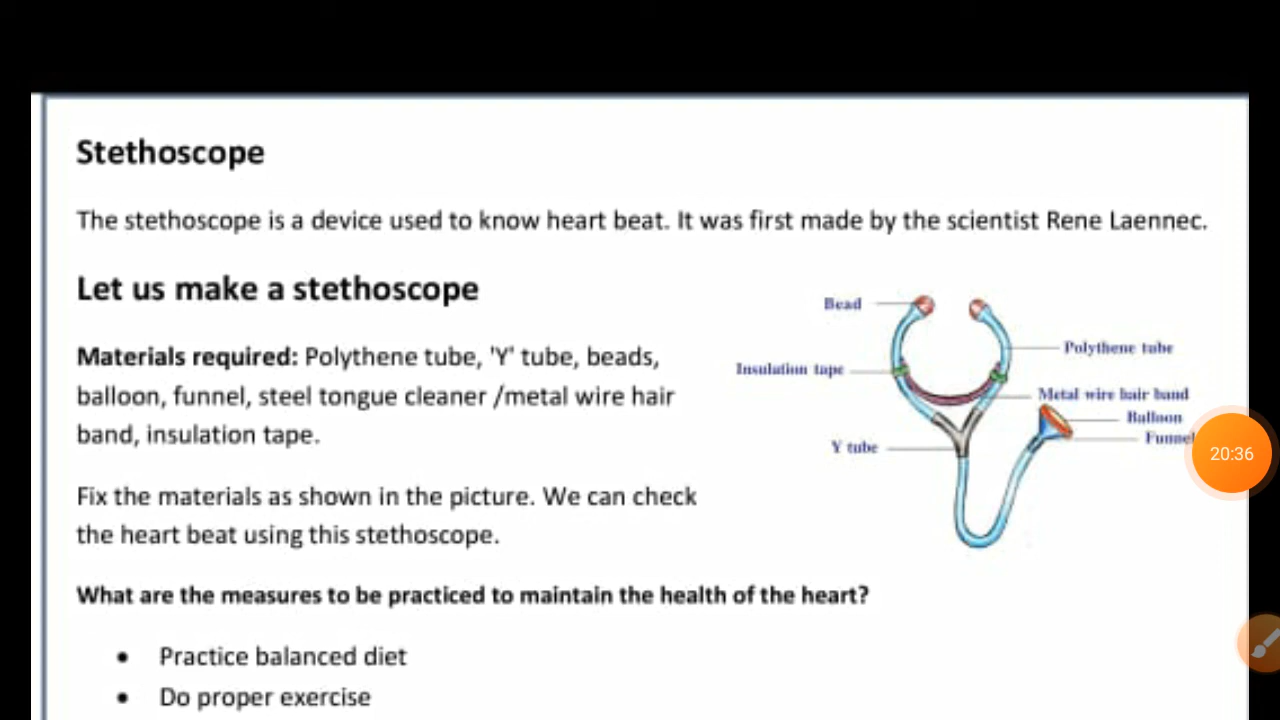 Stethoscope
The stethoscope is a device used to know heart beat. It was first made by the scientist Rene Laennec.
Let us make a stethoscope
Materials required: Polythene tube, 'Y' tube, beads,
balloon, funnel, steel tongue cleaner /metal wire hair
band, insulation tape.
Fix the materials as shown in the picture. We can check
the heart beat using this stethoscope.
Bead
Polythene tube
Insulation tape
Metal wire hair band
Balloon
Funnel
Y tube
20:36
What are the measures to be practiced to maintain the health of the heart?
• Practice balanced diet
• Do proper exercise